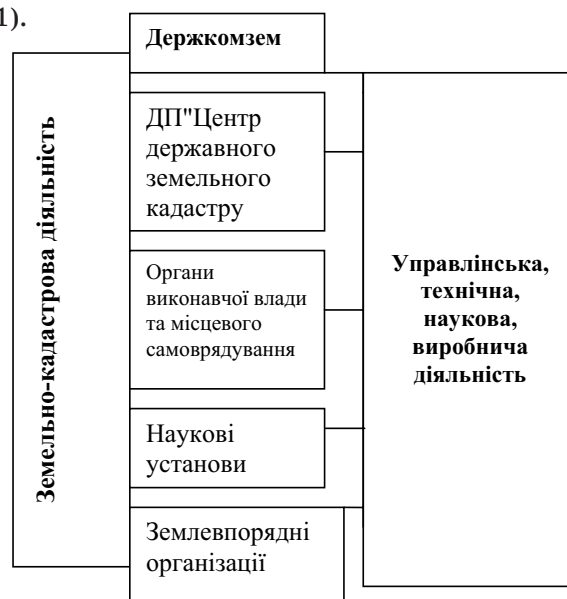 1).
Держкомзем
Земельно-кадастрова діяльність
ДП"Центр
державного
земельного
кадастру
Органи
виконавчої влади
та місцевого
самоврядування
Наукові
установи
Землевпорядні
організації
Управлінська,
технічна,
наукова,
виробнича
діяльність